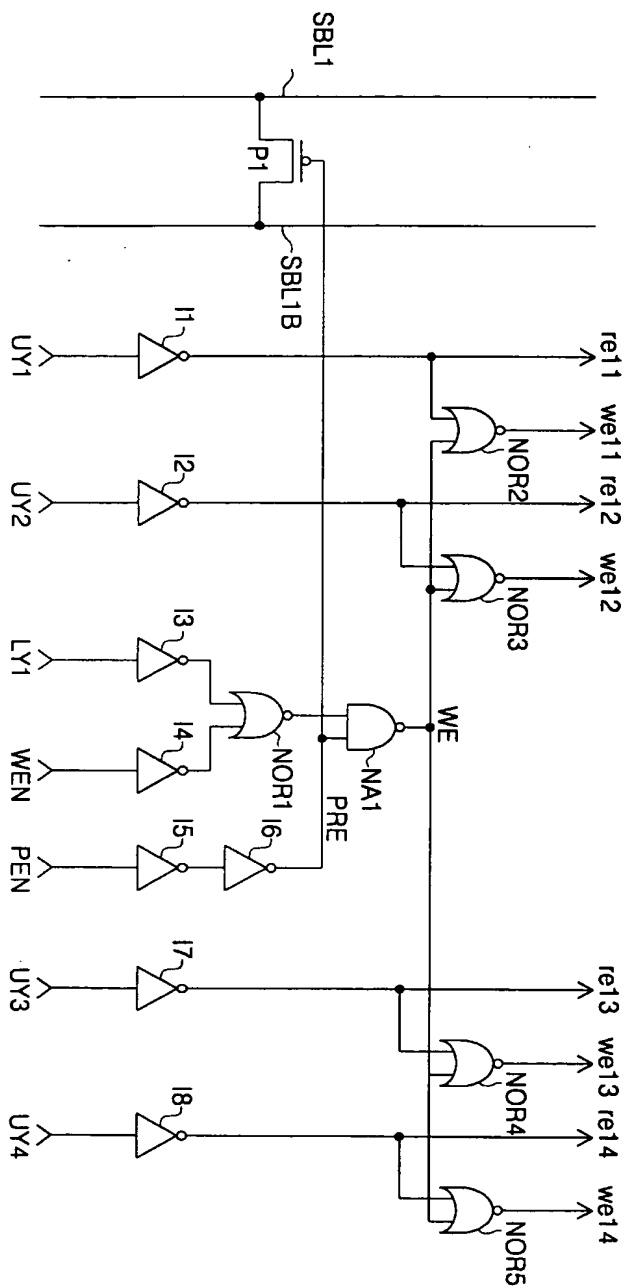 SBL1
P1
SBL1B
re11
we11
re12
we12
NOR2
NOR3
I1
UY1
I2
UY2
I3
LY1
I4
WEN
NOR1
NA1
WE
PRE
I5
I6
PEN
re13
we13
re14
we14
NOR4
NOR5
I7
UY3
I8
UY4